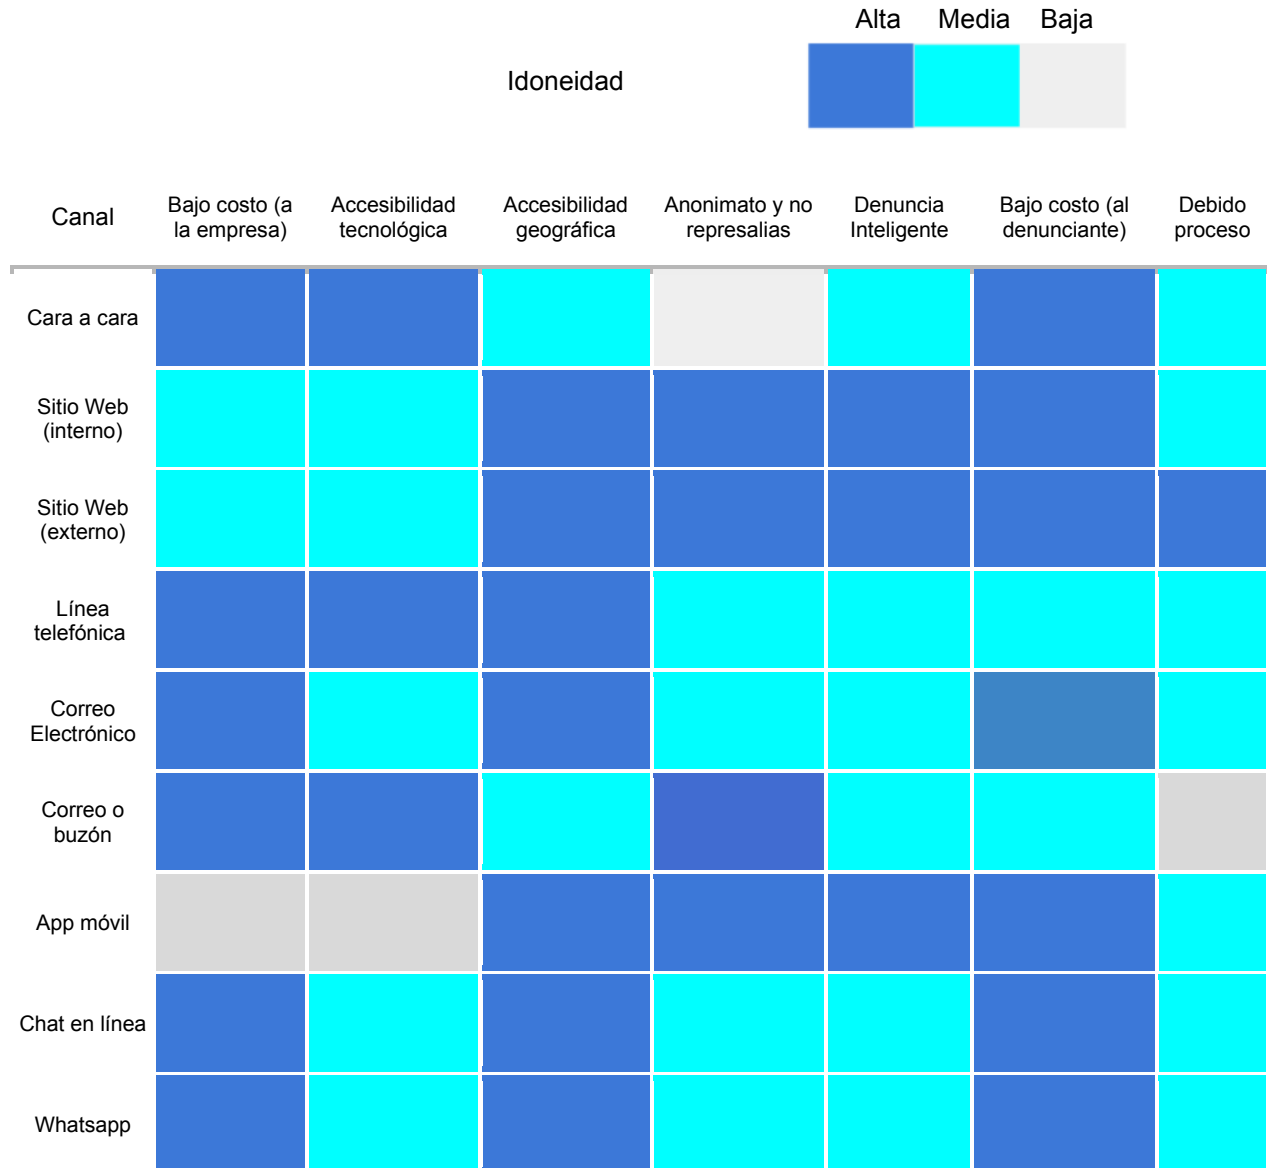 Alta Media Baja
Idoneidad
Canal
Bajo costo (a
la empresa)
Accesibilidad
tecnológica
Accesibilidad
geográfica
Anonimato y no
represalias
Denuncia
Inteligente
Bajo costo (al
denunciante)
Debido
proceso
Cara a cara
Sitio Web
(interno)
Sitio Web
(externo)
Línea
telefónica
Correo
Electrónico
Correo o
buzón
App móvil
Chat en línea
Whatsapp